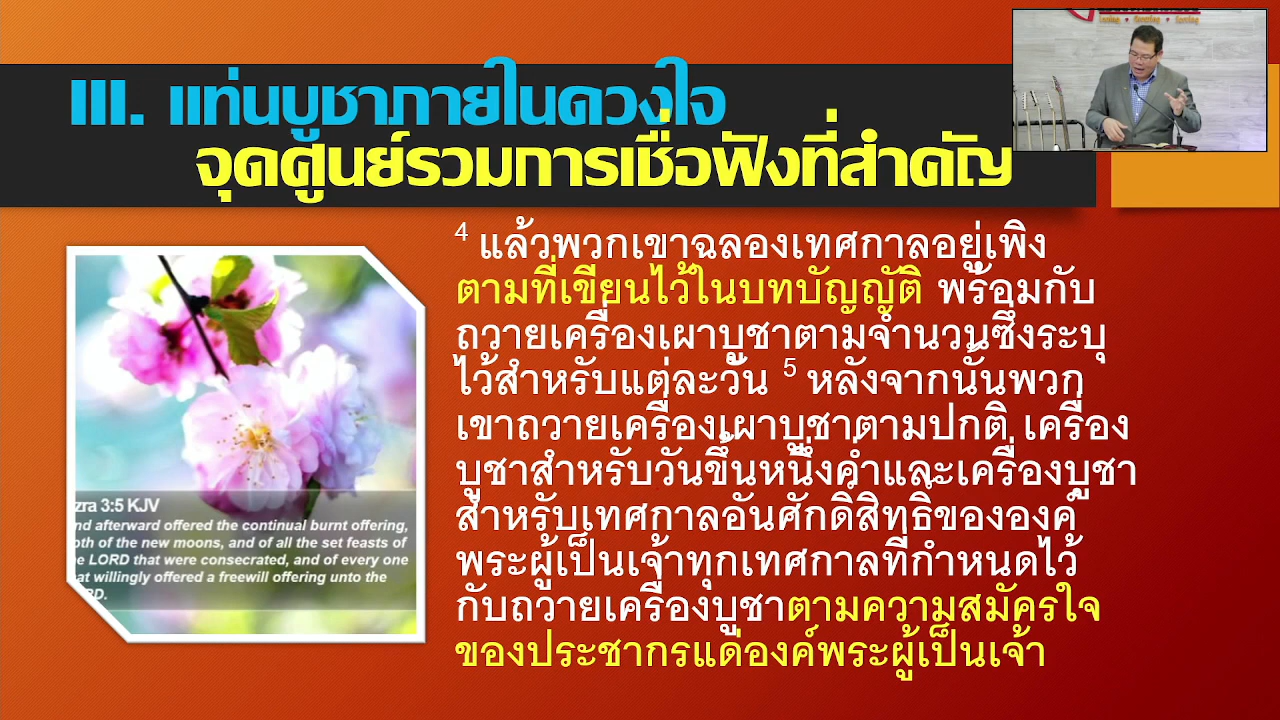 III. แท่นบูชาภายในดวงใจ
จุดศูนย์รวมการเชื่อฟังที่สำคัญ
4 แล้วพวกเขาฉลองเทศกาลอยู่เพิง
ตามที่เขียนไว้ในบทบัญญัติ พร้อมกับ
ถวายเครื่องเผาบูชาตามจำนวนซึ่งระบุ
ไว้สำหรับแต่ละวัน 5 หลังจากนั้นพวก
เขาถวายเครื่องเผาบูชาตามปกติ เครื่อง
บูชาสำหรับวันขึ้นหนึ่งค่ำและเครื่องบูชา
สำหรับเทศกาลอันศักดิ์สิทธิ์ขององค์
พระผู้เป็นเจ้าทุกเทศกาลที่กำหนดไว้
กับถวายเครื่องบูชาตามความสมัครใจ
ของประชากรแด่องค์พระผู้เป็นเจ้า
zra 3:5 KJV
nd afterward offered the continual burnt offering,
oth of the new moons, and of all the set feasts of
e LORD that were consecrated, and of every one
at willingly offered a freewill offering unto the
RD.